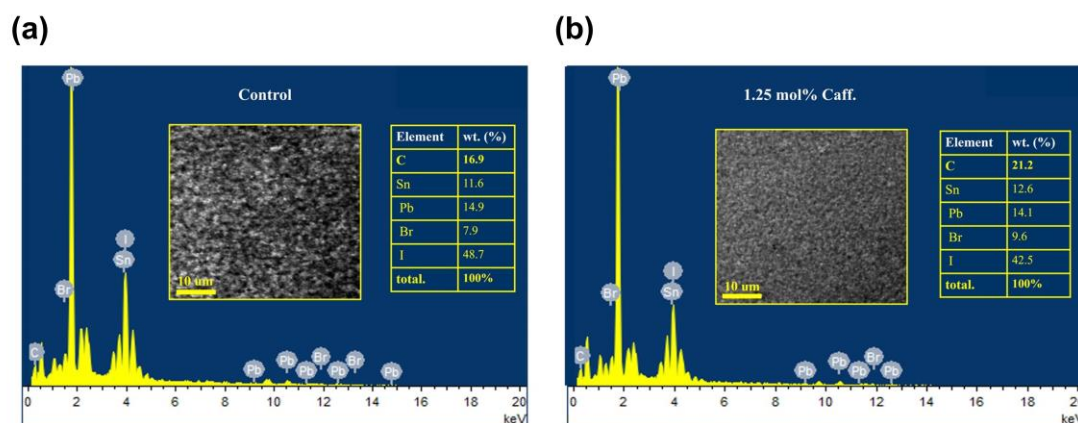 (a)
Control
Element wt. (%)
C 16.9
Sn 11.6
Pb 14.9
Br 7.9
I 48.7
total. 100%
10 um
Pb
I
Sn
Br
C
Pb
Pb
Pb
Br
Pb
Br
Pb
0 2 4 6 8 10 12 14 16 18 20
keV
(b)
1.25 mol% Caff.
Element wt. (%)
C 21.2
Sn 12.6
Pb 14.1
Br 9.6
I 42.5
total. 100%
10 um
Pb
I
Sn
Br
C
Pb
Pb
Pb
Br
Pb
0 2 4 6 8 10 12 14 16 18 20
keV